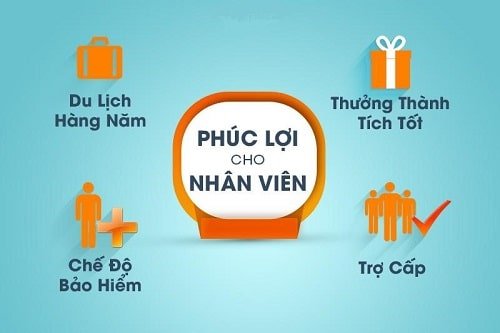 Du Lịch
Hàng Năm
Thưởng Thành
Tích Tốt
PHÚC LỢI
CHO
NHÂN VIÊN
Chế Độ
Bảo Hiểm
Trợ Cấp